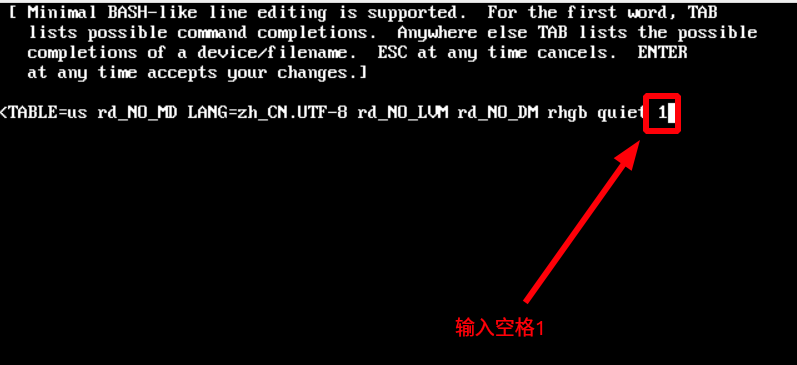 [ Minimal BASH-like line editing is supported.  For the first word, TAB
lists possible command completions.  Anywhere else TAB lists the possible
completions of a device/filename.  ESC at any time cancels.  ENTER
at any time accepts your changes.]
<TABLE=us rd_NO_MD LANG=zh_CN.UTF-8 rd_NO_LVM rd_NO_DM rhgb quiet 1
输入空格1